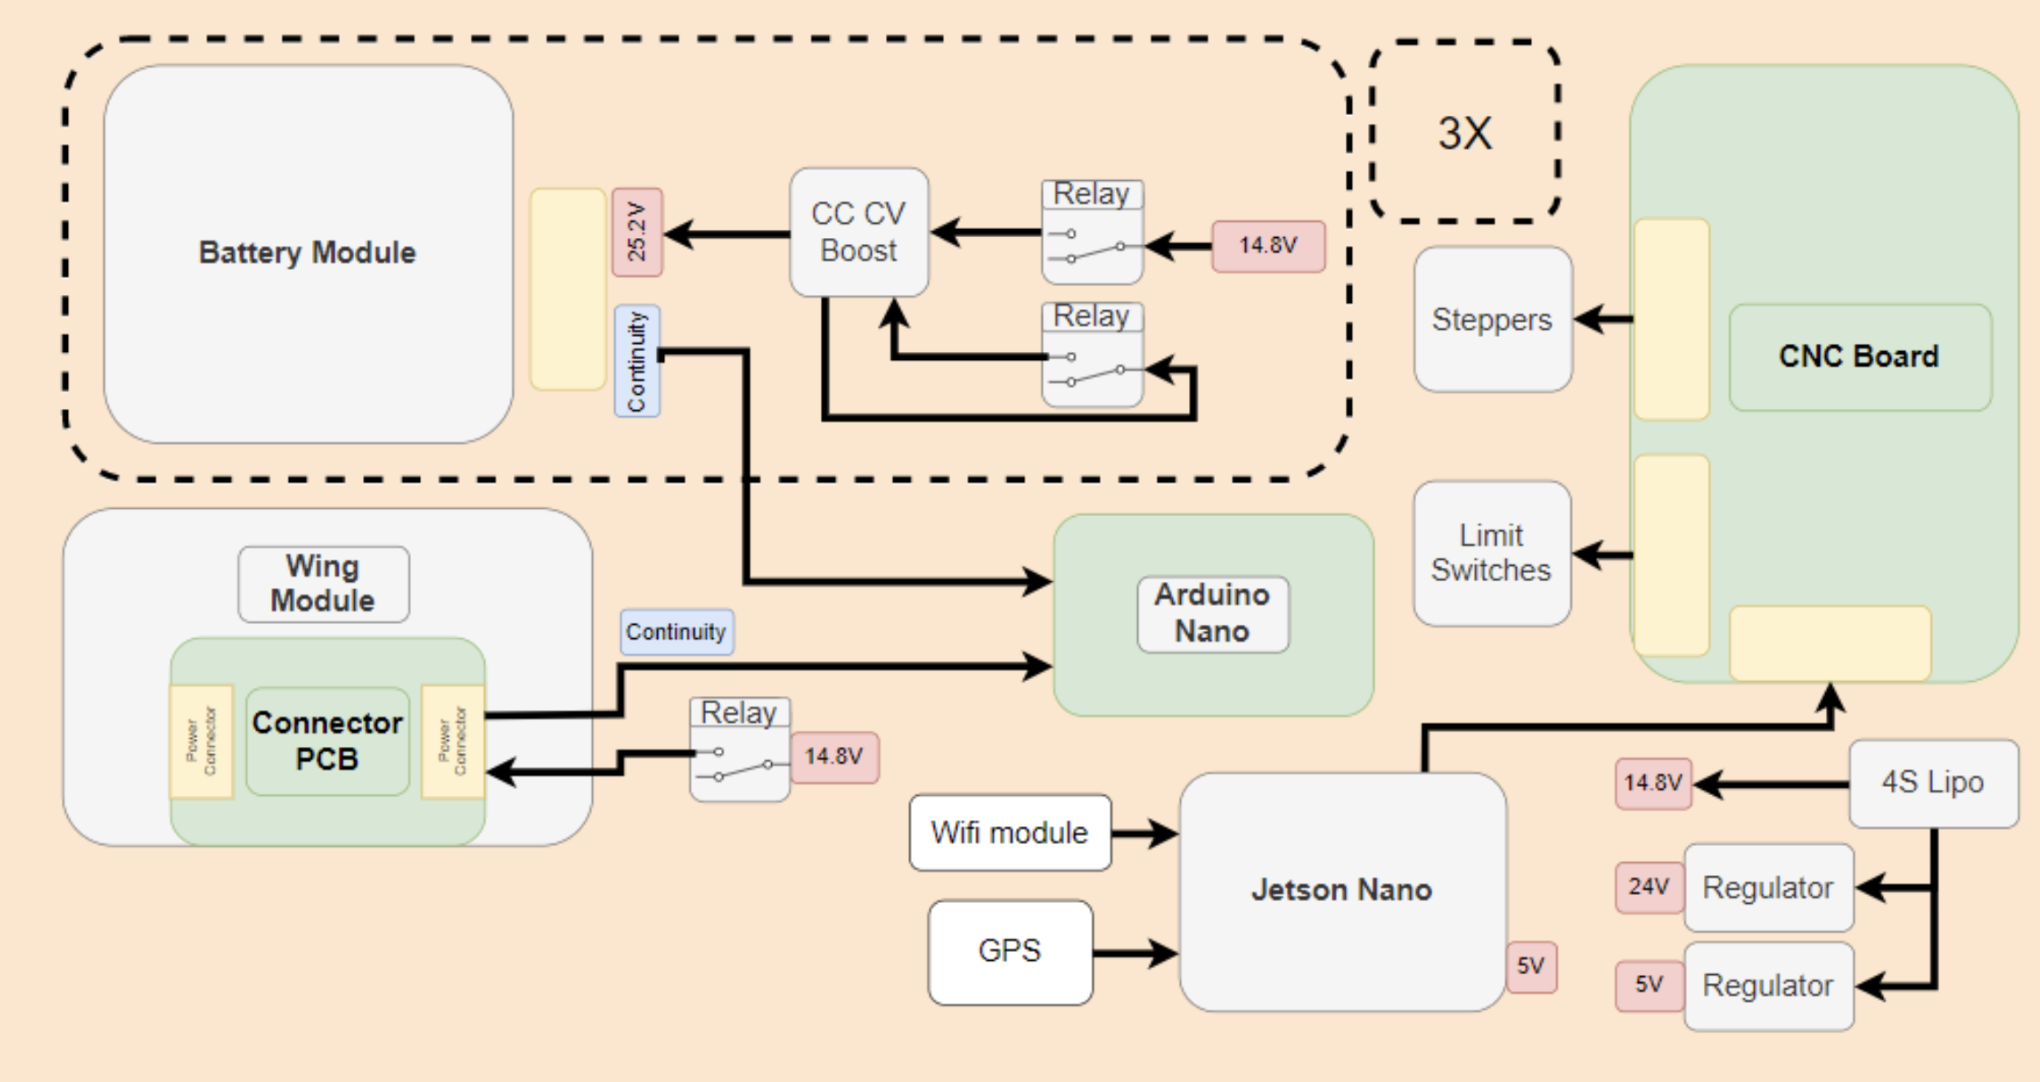 Battery Module
25.2V
Continuity
CC CV
Boost
Relay
14.8V
Relay
3X
Steppers
CNC Board
Limit
Switches
Wing
Module
Power
Connector
Connector
PCB
Power
Connector
Continuity
Relay
14.8V
Arduino
Nano
Wifi module
GPS
Jetson Nano
5V
14.8V
4S Lipo
24V
Regulator
5V
Regulator